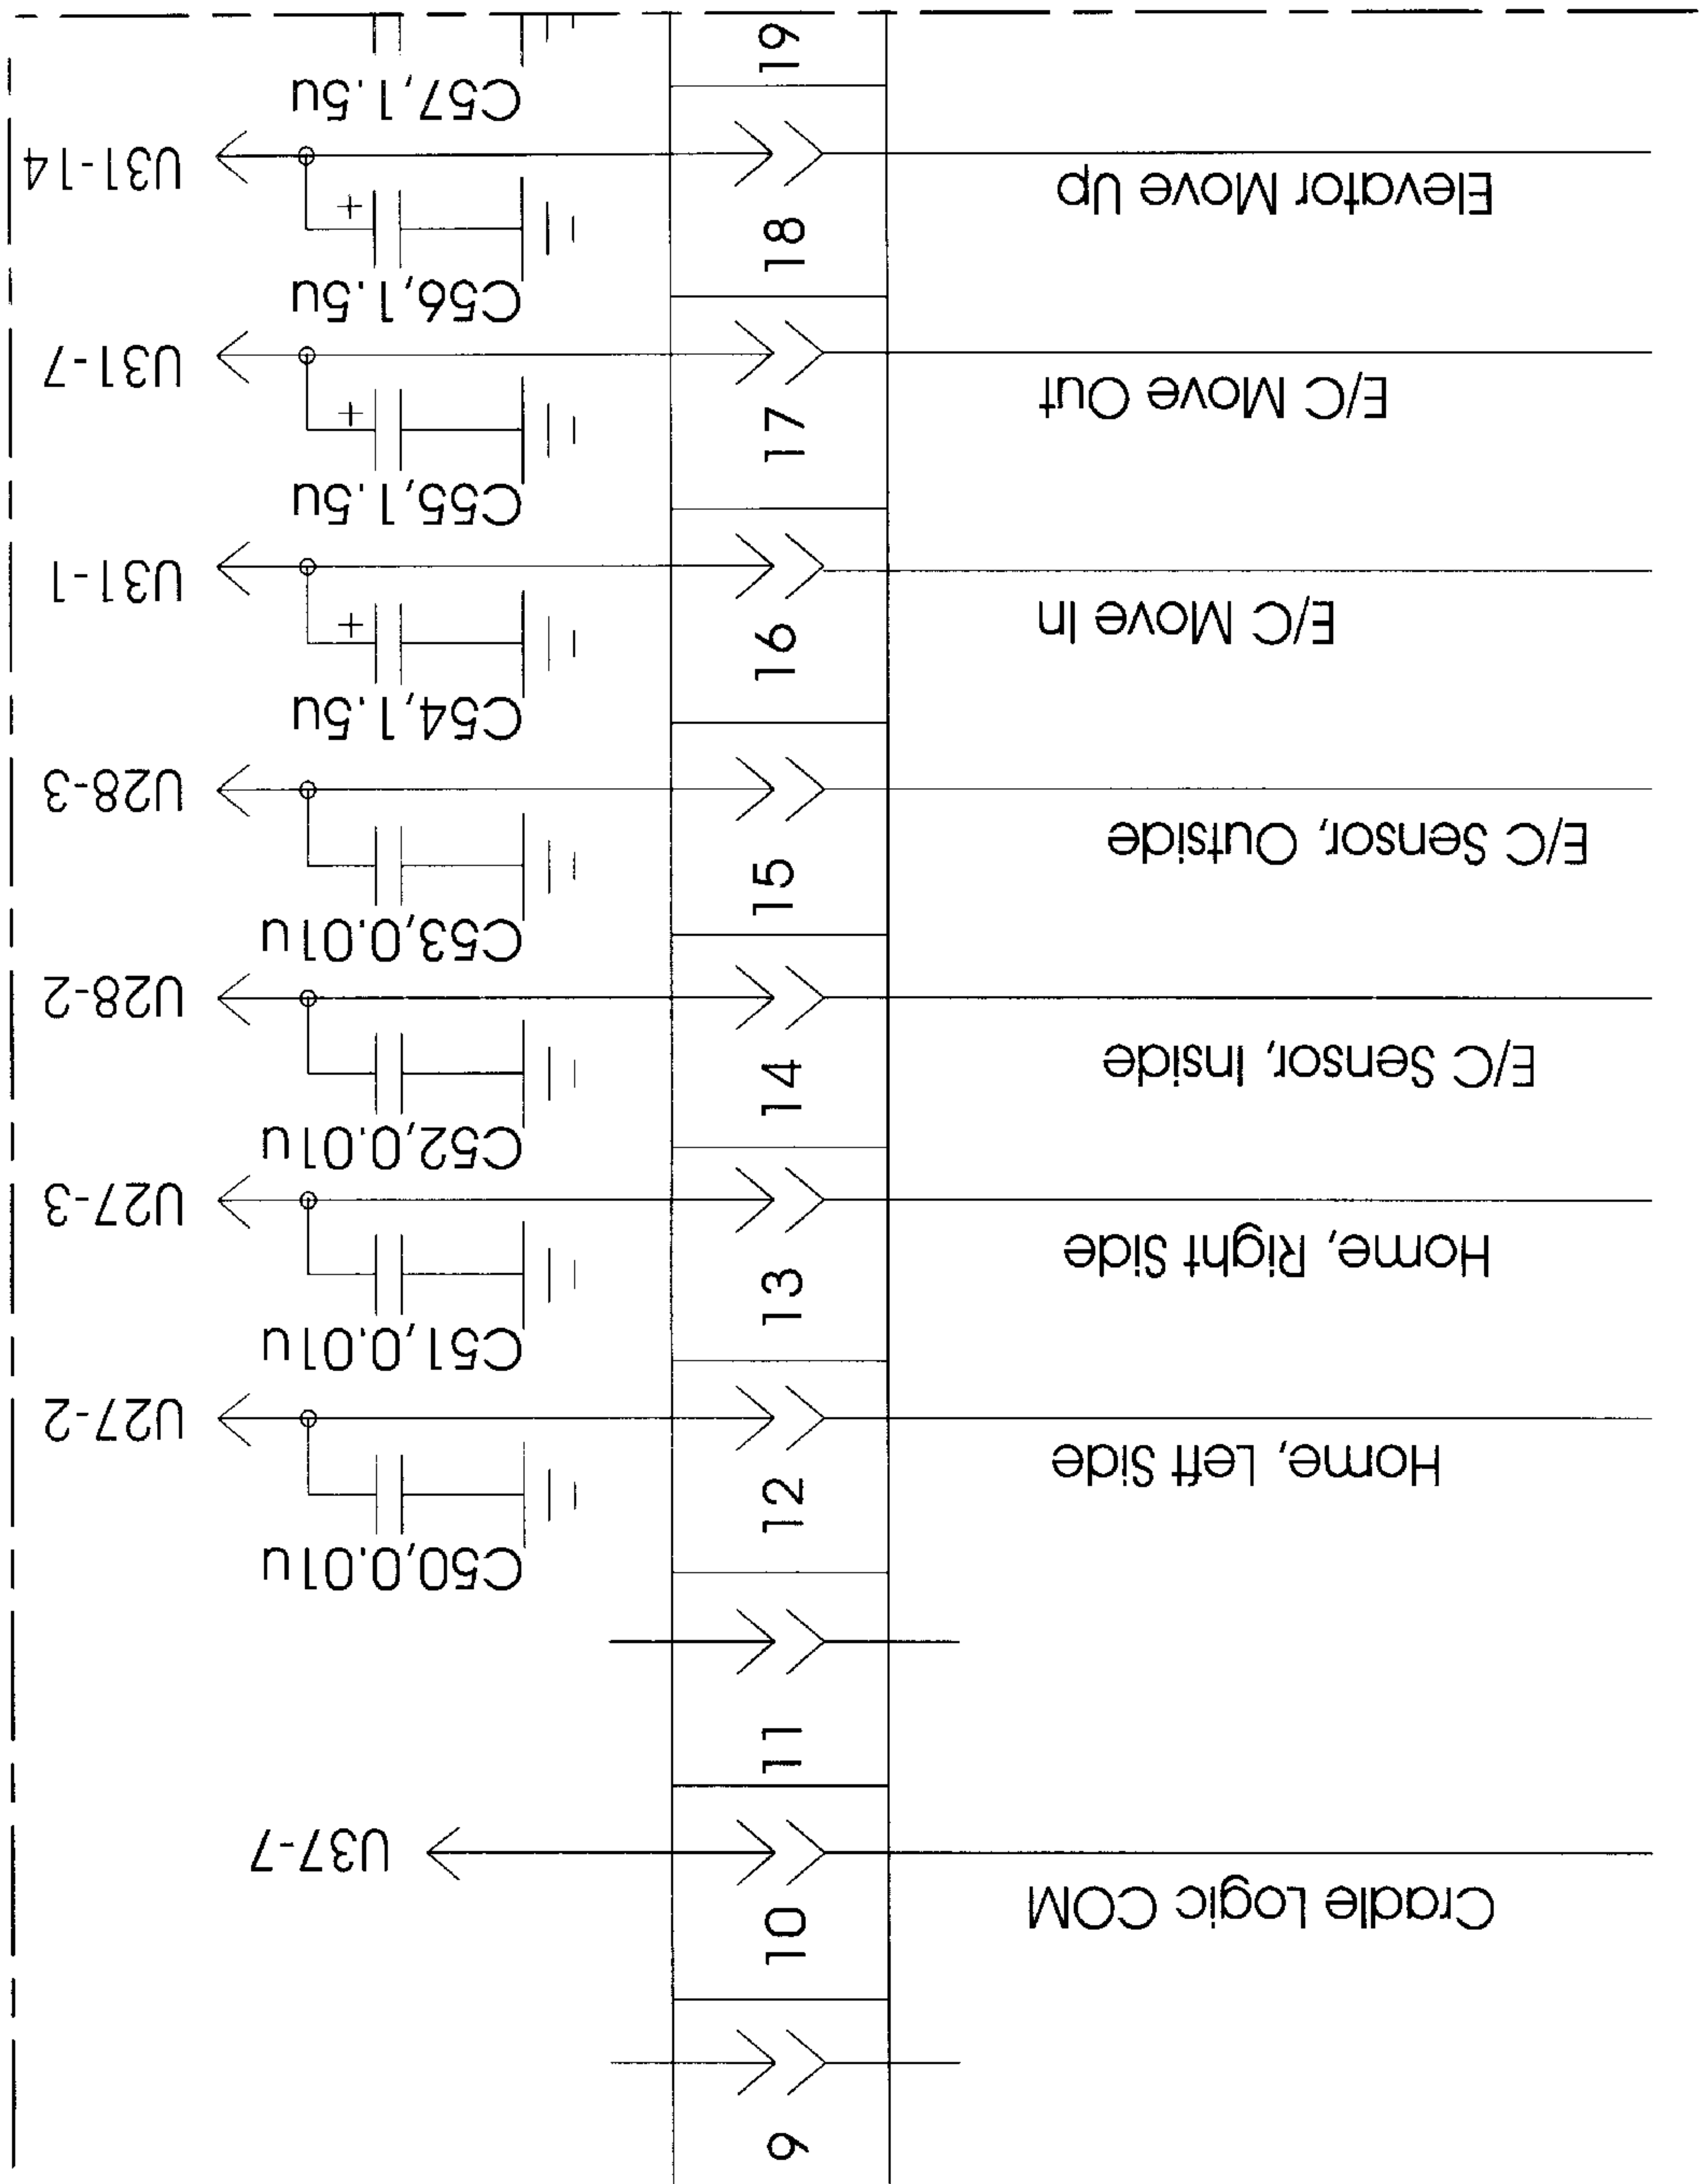 9
Cradle Logic COM
10
U37-7
11
C50,0.01u
Home, Left Side
12
U27-2
C51,0.01u
Home, Right Side
13
U27-3
C52,0.01u
E/C Sensor, Inside
14
U28-2
C53,0.01u
E/C Sensor, Outside
15
U28-3
C54,1.5u
E/C Move In
16
U31-1
C55,1.5u
E/C Move Out
17
U31-7
C56,1.5u
Elevator Move Up
18
U31-14
C57,1.5u
19